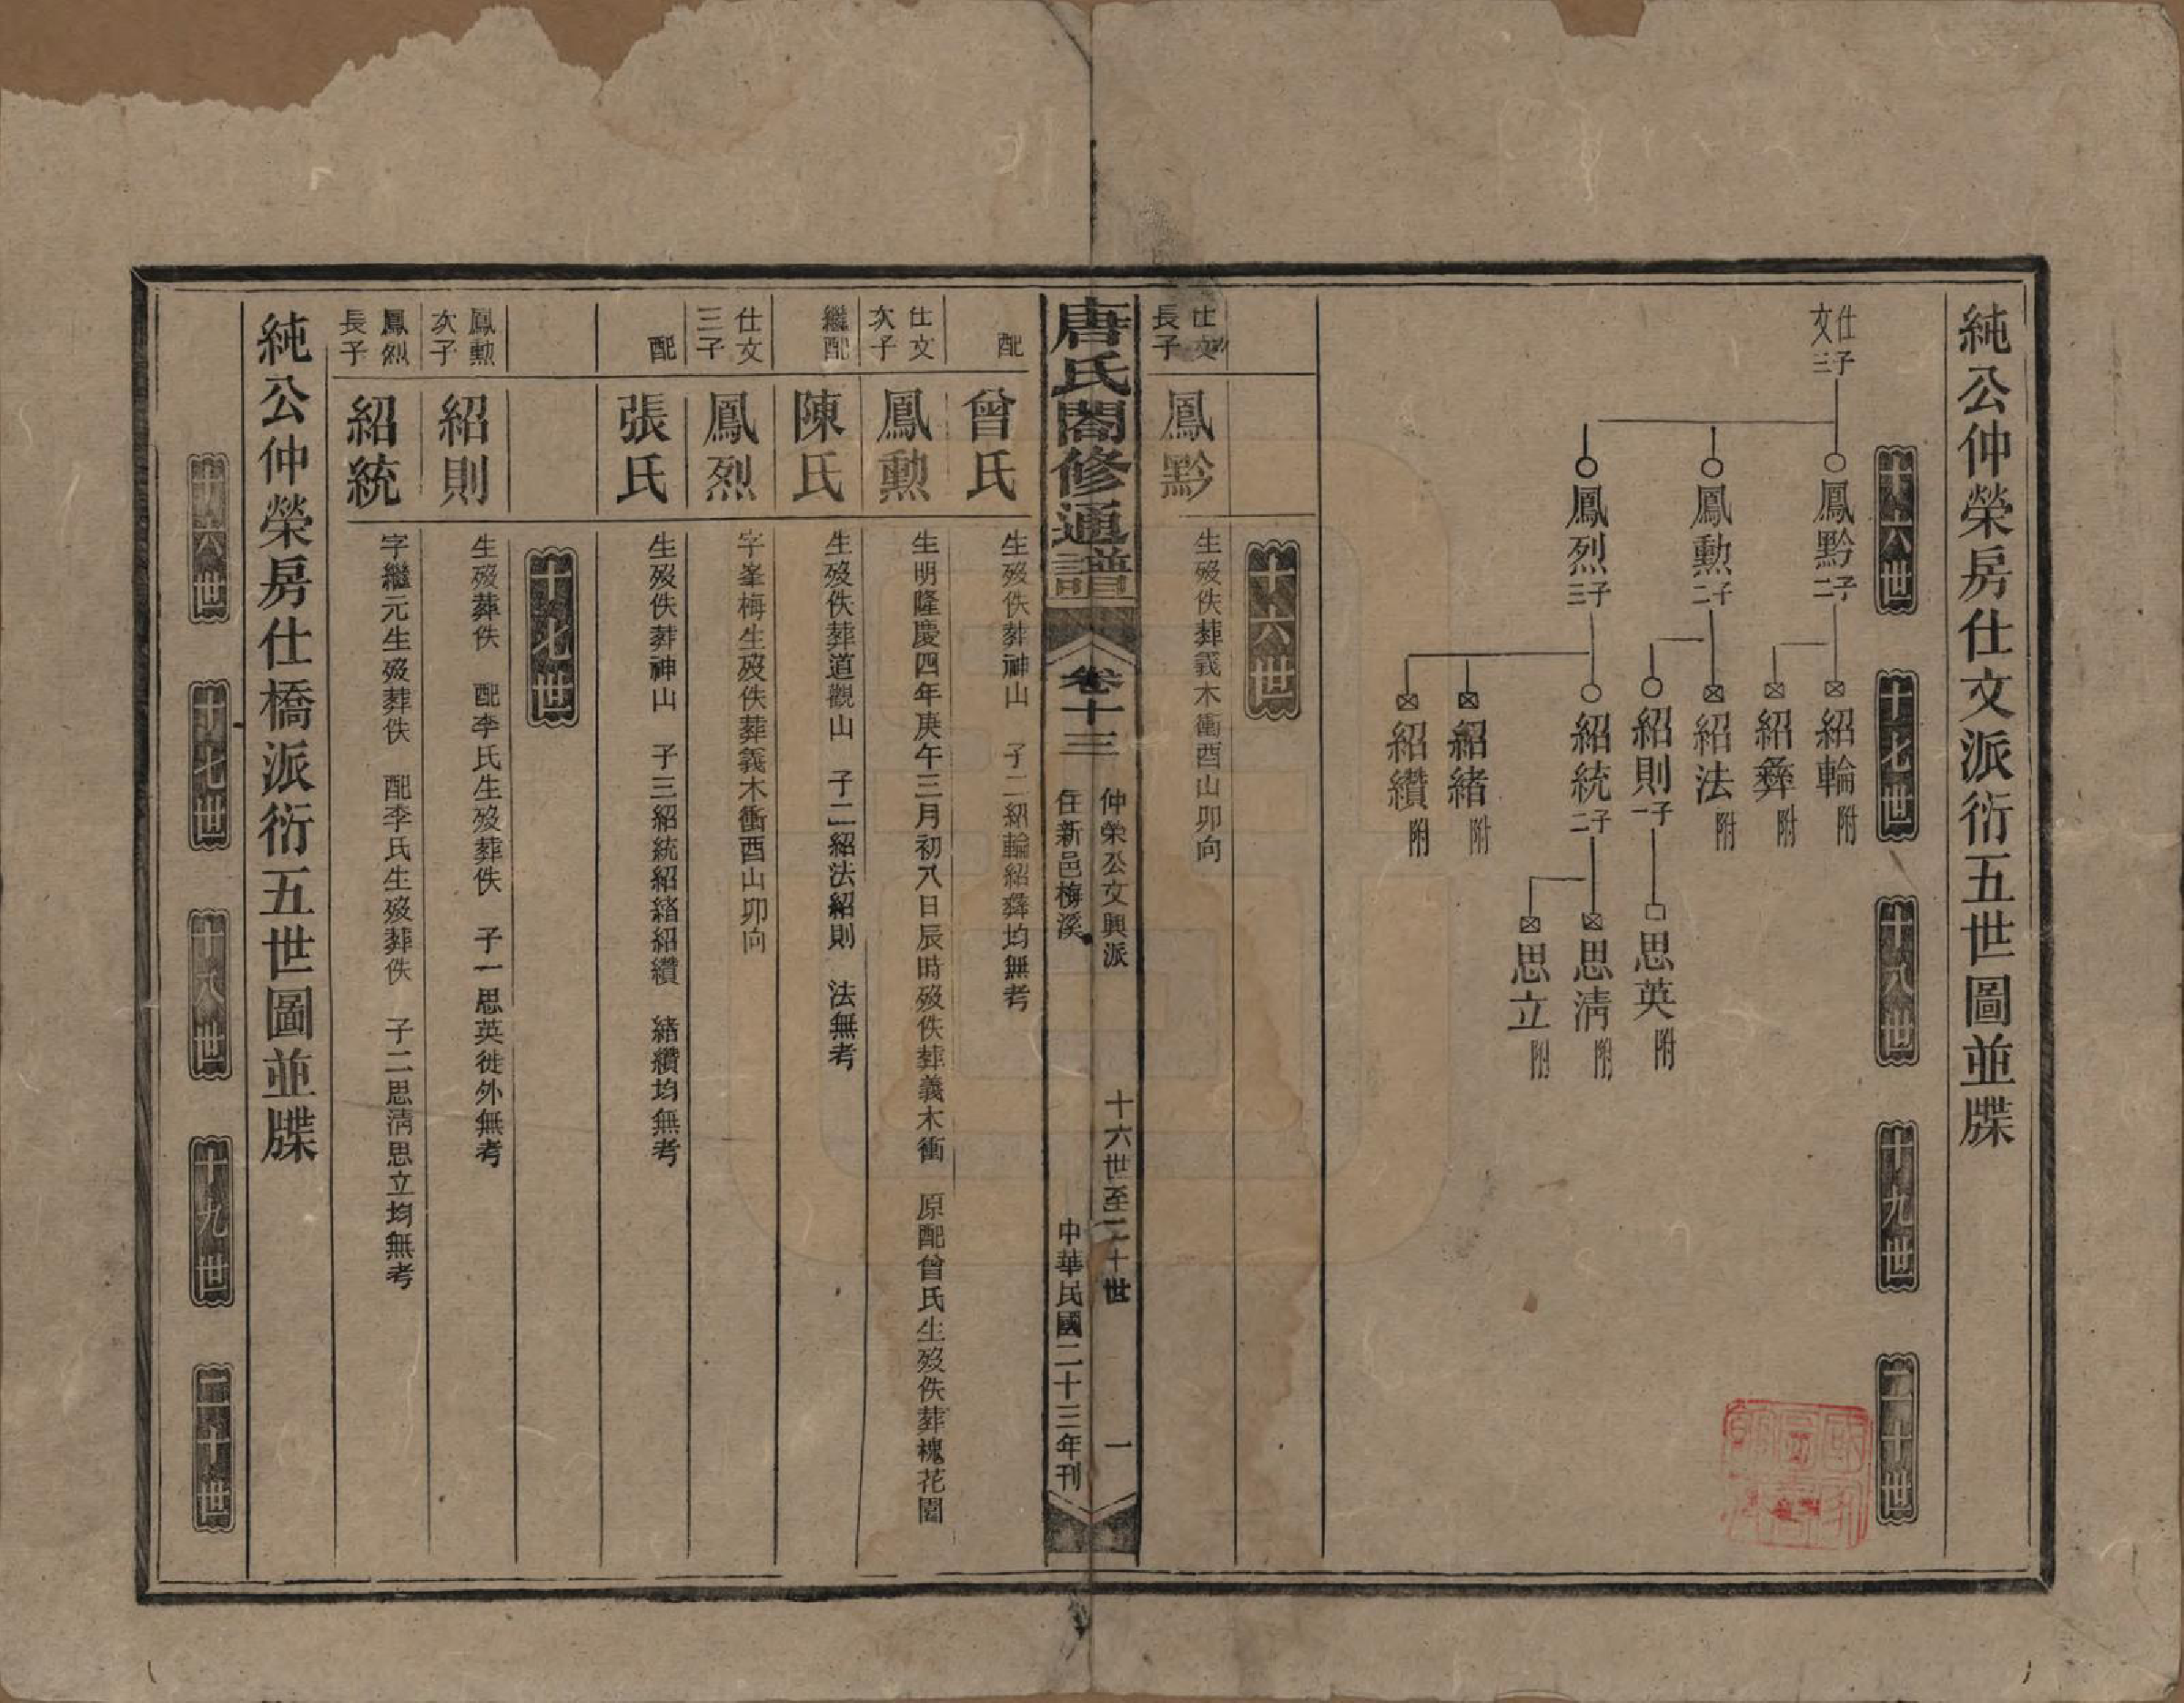 純公仲榮房仕文派衍五世圖並牒
十六世 十七世 十八世 十九世 二十世
仕文 子三
鳳黔 子二
鳳勲 子二
鳳烈 子三
紹輪 附
紹彝 附
紹法 附
紹則 子一
紹統 子二
紹緒 附
紹纘 附
思英 附
思淸 附
思立 附
十六世
仕文長子 鳳黔 生歿佚葬義木衝酉山卯向
唐氏閤修通譜 卷十三 仲榮公文興派 住新邑梅溪 十六世至二十世 一 中華民國二十三年刊
配 曾氏 生歿佚葬神山 子二紹輪紹彝均無考
仕文次子 鳳勲 生明隆慶四年庚午三月初八日辰時歿佚葬義木衝 原配曾氏生歿佚葬槐花園
繼配 陳氏 生歿佚葬道觀山 子二紹法紹則 法無考
仕文三子 鳳烈 字峯梅生歿佚葬義木衝酉山卯向
配 張氏 生歿佚葬神山 子三紹統紹緒紹纘 緒纘均無考
十七世
鳳勲次子 紹則 生歿葬佚 配李氏生歿葬佚 子一思英徙外無考
鳳烈長子 紹統 字繼元生歿葬佚 配李氏生歿葬佚 子二思淸思立均無考
純公仲榮房仕橋派衍五世圖並牒
十六世 十七世 十八世 十九世 二十世